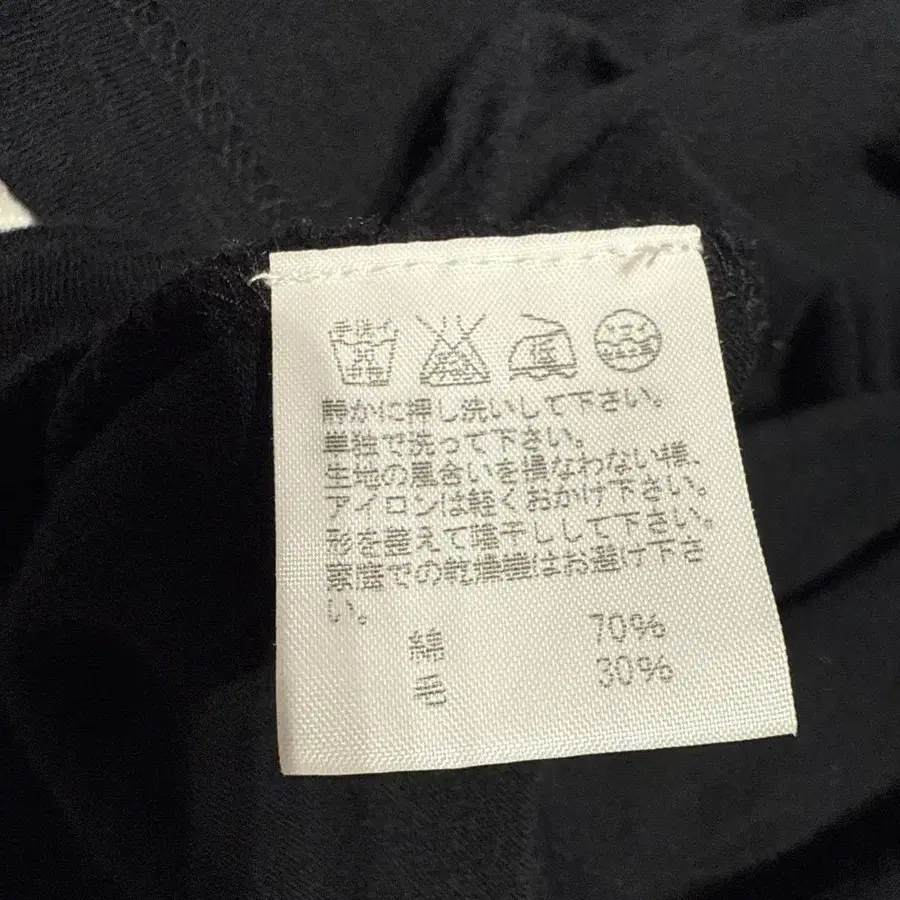 手洗イ 低 ドライ
静かに押し洗いして下さい。
単独で洗って下さい。
生地の風合いを損なわない様、
アイロンは軽くおかけ下さい。
形を整えて陰干しして下さい。
家庭での乾燥機はお避け下さ
い。
綿 70%
毛 30%